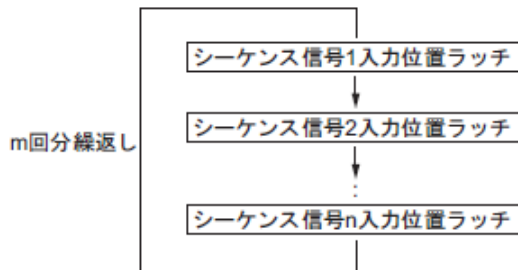 シーケンス信号1入力位置ラッチ
シーケンス信号2入力位置ラッチ
m回分繰返し
:
シーケンス信号n入力位置ラッチ